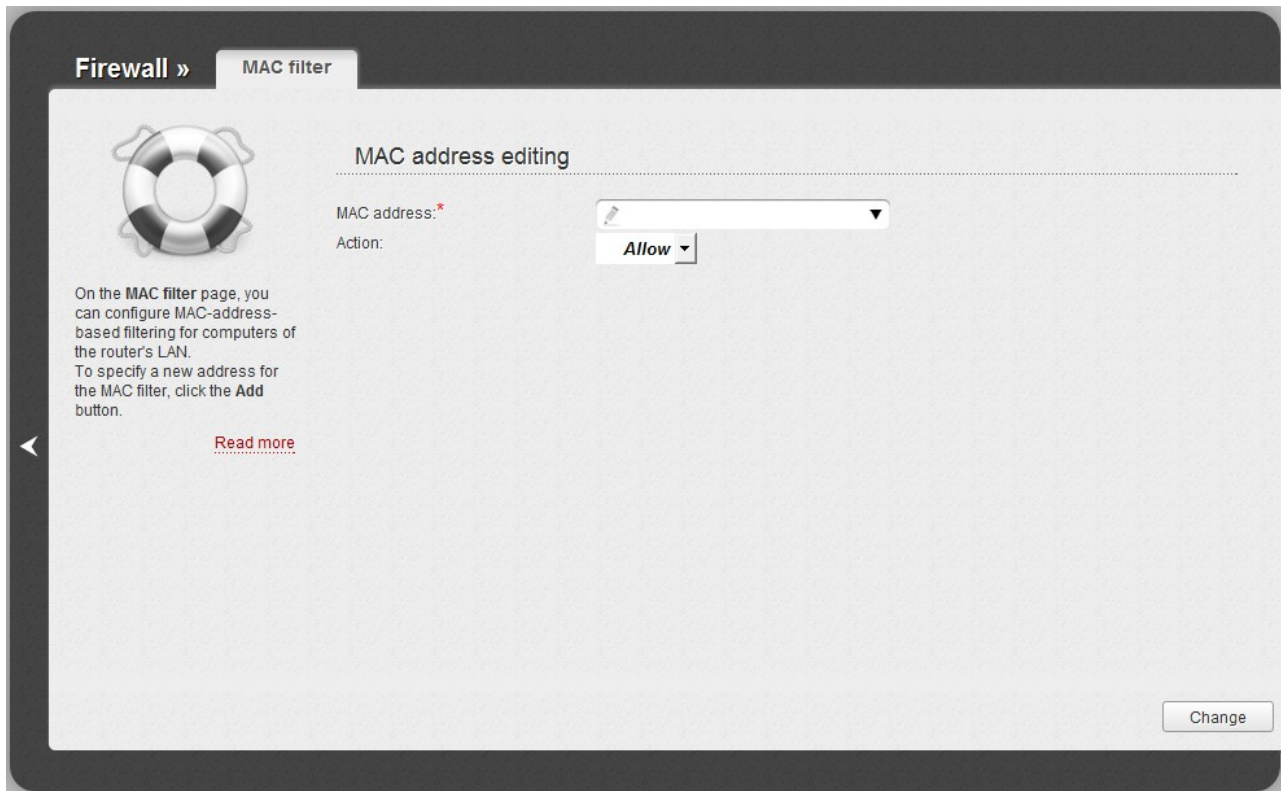 Firewall » MAC filter
MAC address editing
MAC address:*
Action: Allow
On the MAC filter page, you
can configure MAC-address-
based filtering for computers of
the router's LAN.
To specify a new address for
the MAC filter, click the Add
button.
Read more
Change